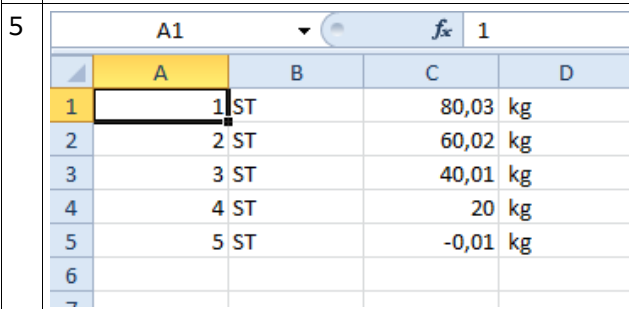 5
A1 fx 1
A B C D
1 1 ST 80,03 kg
2 2 ST 60,02 kg
3 3 ST 40,01 kg
4 4 ST 20 kg
5 5 ST -0,01 kg
6
7